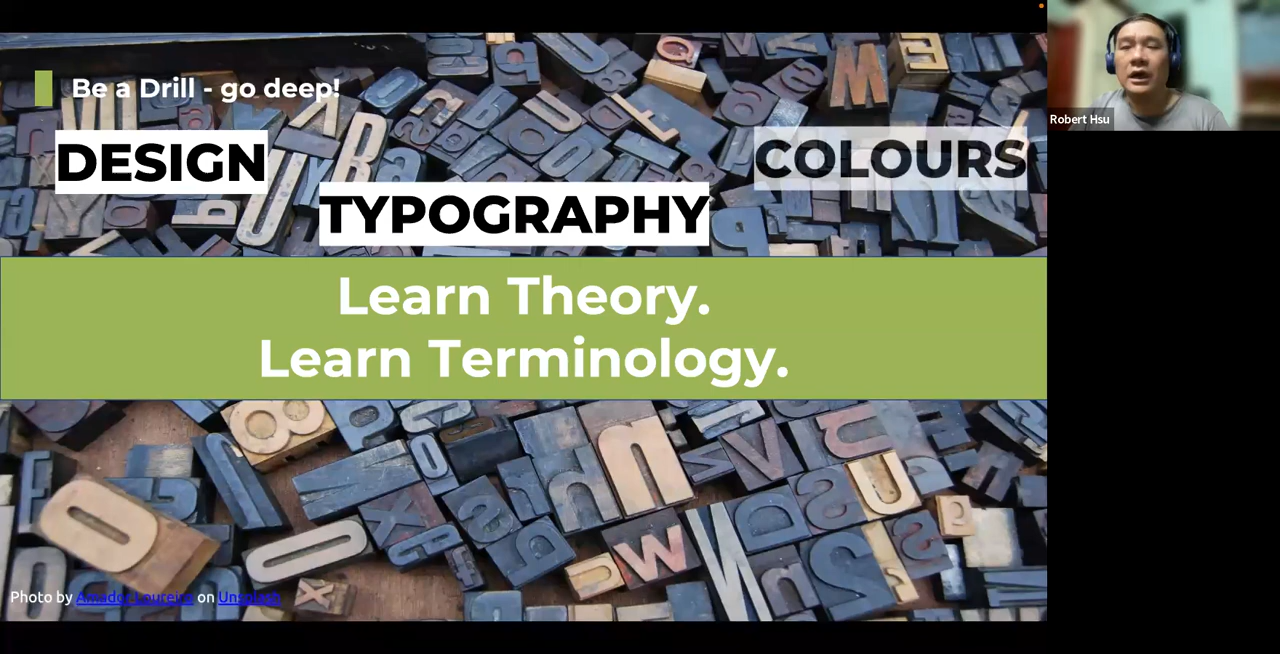 Be a Drill - go deep!
Robert Hsu
DESIGN
COLOURS
TYPOGRAPHY
Learn Theory.
Learn Terminology.
Photo by Amador Loureiro on Unsplash